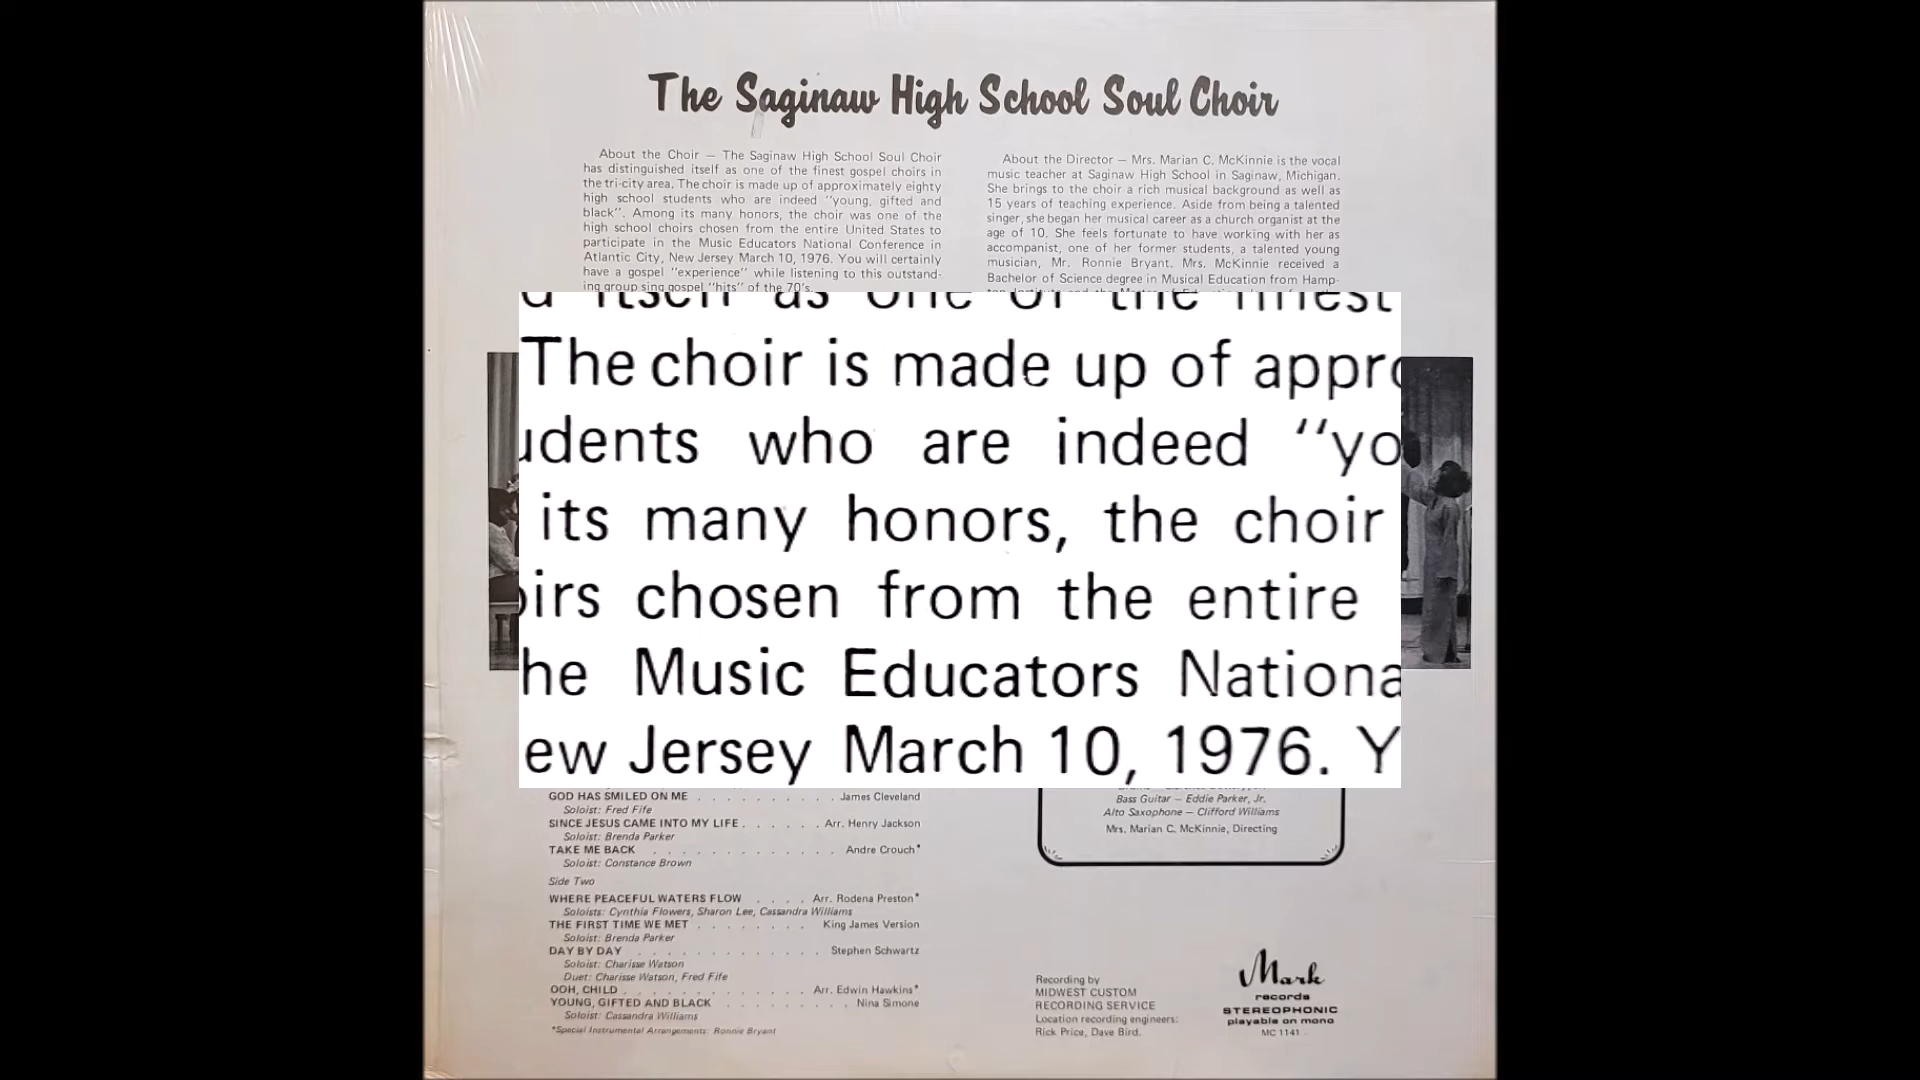 The Saginaw High School Soul Choir
About the Choir — The Saginaw High School Soul Choir
has distinguished itself as one of the finest gospel choirs in
the tri-city area. The choir is made up of approximately eighty
high school students who are indeed "young, gifted and
black". Among its many honors, the choir was one of the
high school choirs chosen from the entire United States to
participate in the Music Educators National Conference in
Atlantic City, New Jersey March 10, 1976. You will certainly
have a gospel "experience" while listening to this outstand-
ing group sing gospel "hits" of the 70's.
About the Director — Mrs. Marian C. McKinnie is the vocal
music teacher at Saginaw High School in Saginaw, Michigan.
She brings to the choir a rich musical background as well as
15 years of teaching experience. Aside from being a talented
singer, she began her musical career as a church organist at the
age of 10. She feels fortunate to have working with her as
accompanist, one of her former students, a talented young
musician, Mr. Ronnie Bryant. Mrs. McKinnie received a
Bachelor of Science degree in Musical Education from Hamp-
itself as one of the finest
The choir is made up of
who are indeed
its many honors, the choir
chosen from the entire
Music Educators
Jersey March 10, 1976.
GOD HAS SMILED ON ME . . . . . . . . . . James Cleveland
Soloist: Fred Fife
SINCE JESUS CAME INTO MY LIFE . . . . . . Arr. Henry Jackson
Soloist: Brenda Parker
TAKE ME BACK . . . . . . . . . . . . . Andre Crouch*
Soloist: Constance Brown
Side Two
WHERE PEACEFUL WATERS FLOW . . . . Arr. Rodena Preston*
Soloists: Cynthia Flowers, Sharon Lee, Cassandra Williams
THE FIRST TIME WE MET . . . . . . . . King James Version
Soloist: Brenda Parker
DAY BY DAY . . . . . . . . . . . . . Stephen Schwartz
Soloist: Charisse Watson
Duet: Charisse Watson, Fred Fife
OOH, CHILD . . . . . . . . . . . . . Arr. Edwin Hawkins*
YOUNG, GIFTED AND BLACK . . . . . . . . . Nina Simone
Soloist: Cassandra Williams
*Special Instrumental Arrangements: Ronnie Bryant
Bass Guitar — Eddie Parker, Jr.
Alto Saxophone — Clifford Williams
Mrs. Marian C. McKinnie, Directing
Recording by
MIDWEST CUSTOM
RECORDING SERVICE
Location recording engineers:
Rick Price, Dave Bird.
Mark
records
STEREOPHONIC
playable on mono
MC 1141